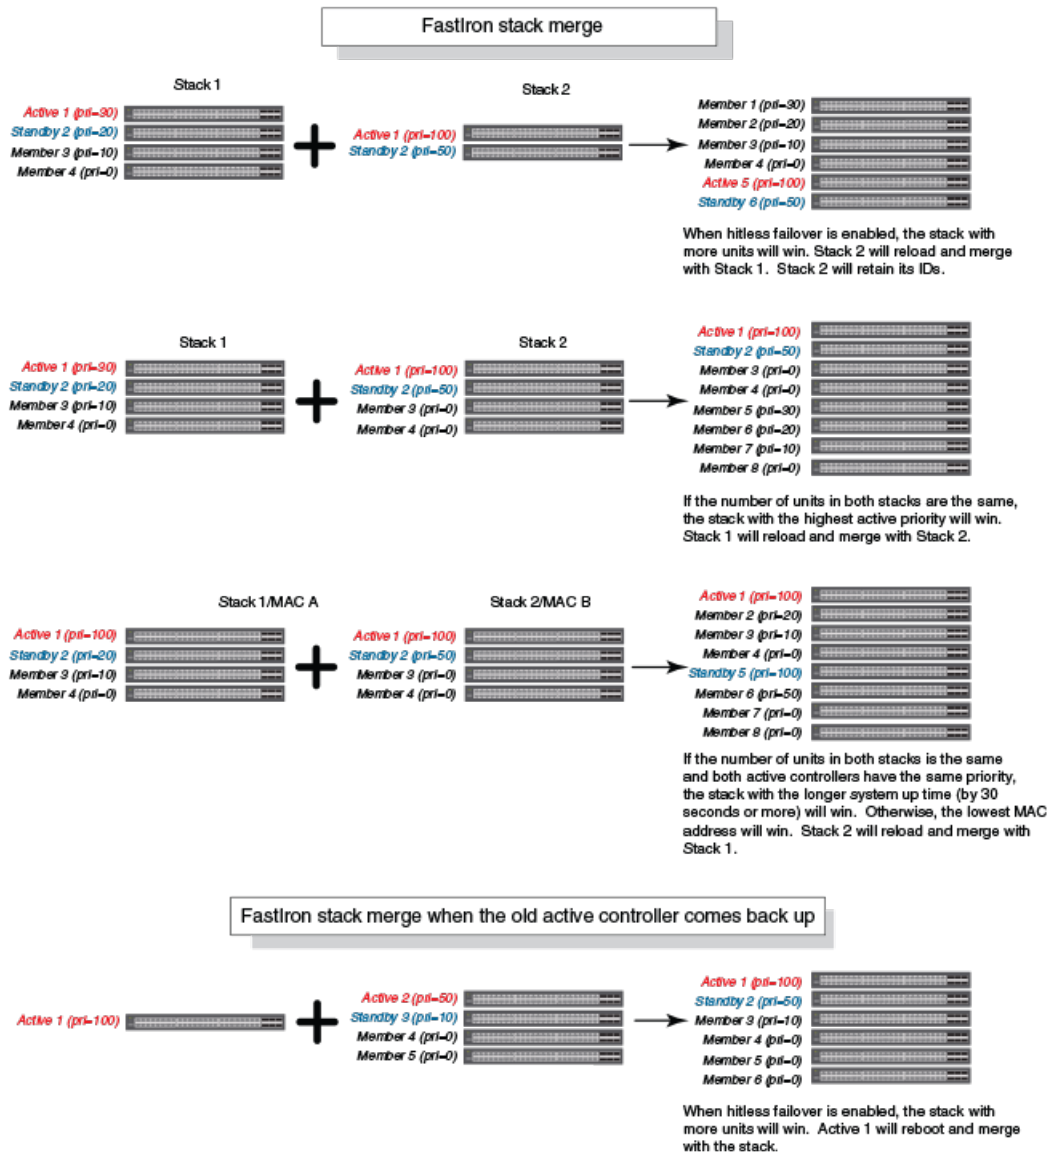 FastIron stack merge
Stack 1
Active 1 (pri=30)
Standby 2 (pri=20)
Member 3 (pri=10)
Member 4 (pri=0)
Stack 2
Active 1 (pri=100)
Standby 2 (pri=50)
Member 1 (pri=30)
Member 2 (pri=20)
Member 3 (pri=10)
Member 4 (pri=0)
Active 5 (pri=100)
Standby 6 (pri=50)
When hitless failover is enabled, the stack with
more units will win. Stack 2 will reload and merge
with Stack 1.  Stack 2 will retain its IDs.
Stack 1
Active 1 (pri=30)
Standby 2 (pri=20)
Member 3 (pri=10)
Member 4 (pri=0)
Stack 2
Active 1 (pri=100)
Standby 2 (pri=50)
Member 3 (pri=0)
Member 4 (pri=0)
Active 1 (pri=100)
Standby 2 (pri=50)
Member 3 (pri=0)
Member 4 (pri=0)
Member 5 (pri=30)
Member 6 (pri=20)
Member 7 (pri=10)
Member 8 (pri=0)
If the number of units in both stacks are the same,
the stack with the highest active priority will win.
Stack 1 will reload and merge with Stack 2.
Stack 1/MAC A
Active 1 (pri=100)
Standby 2 (pri=20)
Member 3 (pri=10)
Member 4 (pri=0)
Stack 2/MAC B
Active 1 (pri=100)
Standby 2 (pri=50)
Member 3 (pri=0)
Member 4 (pri=0)
Active 1 (pri=100)
Member 2 (pri=20)
Member 3 (pri=10)
Member 4 (pri=0)
Standby 5 (pri=100)
Member 6 (pri=50)
Member 7 (pri=0)
Member 8 (pri=0)
If the number of units in both stacks is the same
and both active controllers have the same priority,
the stack with the longer system up time (by 30
seconds or more) will win.  Otherwise, the lowest MAC
address will win.  Stack 2 will reload and merge with
Stack 1.
FastIron stack merge when the old active controller comes back up
Active 1 (pri=100)
Active 2 (pri=50)
Standby 3 (pri=10)
Member 4 (pri=0)
Member 5 (pri=0)
Active 1 (pri=100)
Standby 2 (pri=50)
Member 3 (pri=10)
Member 4 (pri=0)
Member 5 (pri=0)
Member 6 (pri=0)
When hitless failover is enabled, the stack with
more units will win.  Active 1 will reboot and merge
with the stack.